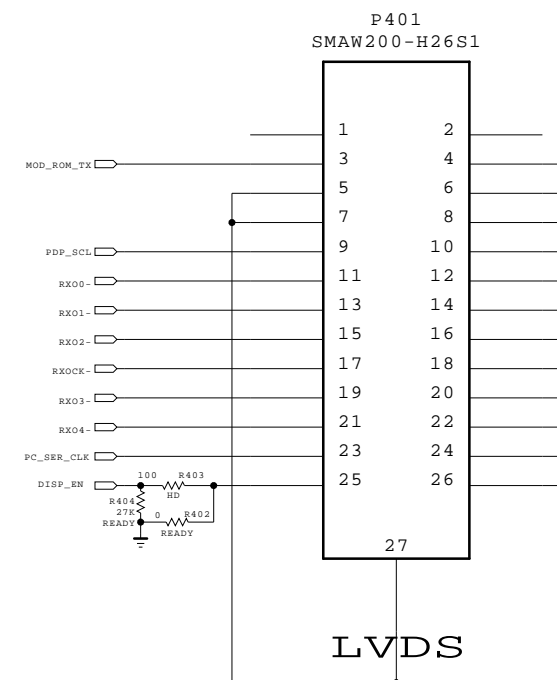 P401
SMAW200-H26S1
1 2
MOD_ROM_TX 3 4
5 6
7 8
PDP_SCL 9 10
RXO0- 11 12
RXO1- 13 14
RXO2- 15 16
RXOCK- 17 18
RXO3- 19 20
RXO4- 21 22
PC_SER_CLK 23 24
DISP_EN 100 R403 25 26
HD
R404
27K
READY
0 R402
READY
27
LVDS